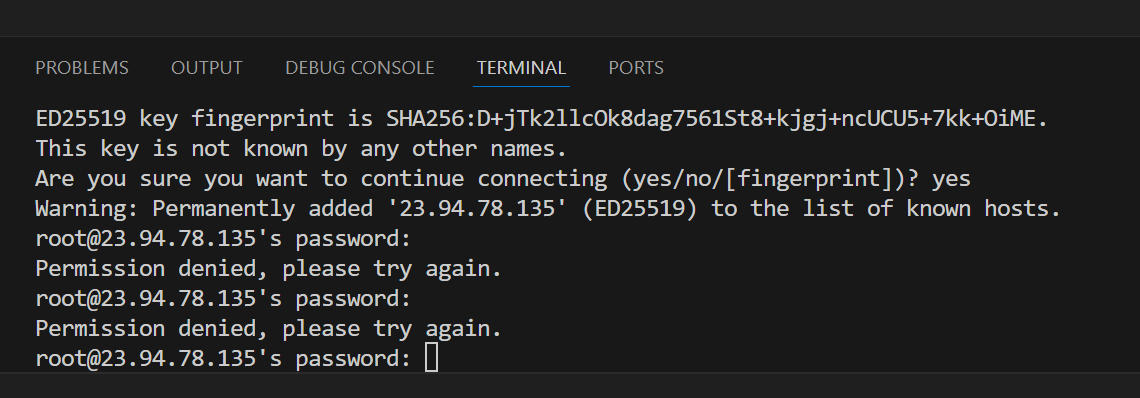 PROBLEMS OUTPUT DEBUG CONSOLE TERMINAL PORTS
ED25519 key fingerprint is SHA256:D+jTk2llcOk8dag7561St8+kjgj+ncUCU5+7kk+OiME.
This key is not known by any other names.
Are you sure you want to continue connecting (yes/no/[fingerprint])? yes
Warning: Permanently added '23.94.78.135' (ED25519) to the list of known hosts.
root@23.94.78.135's password:
Permission denied, please try again.
root@23.94.78.135's password:
Permission denied, please try again.
root@23.94.78.135's password: